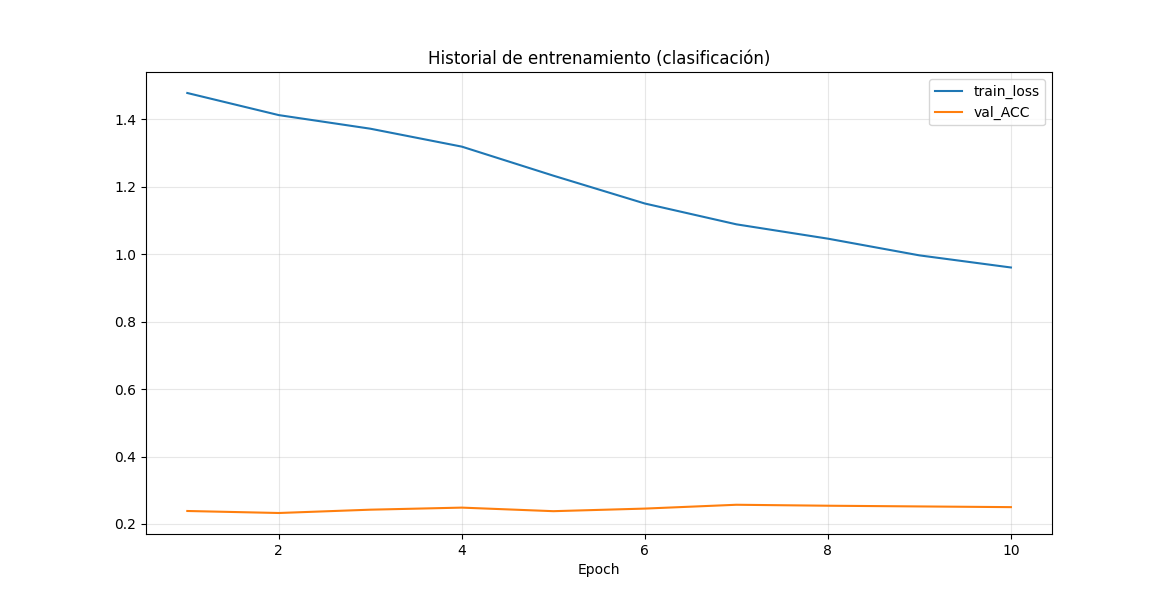 Historial de entrenamiento (clasificación)
train_loss
val_ACC
1.4
1.2
1.0
0.8
0.6
0.4
0.2
2 4 6 8 10
Epoch